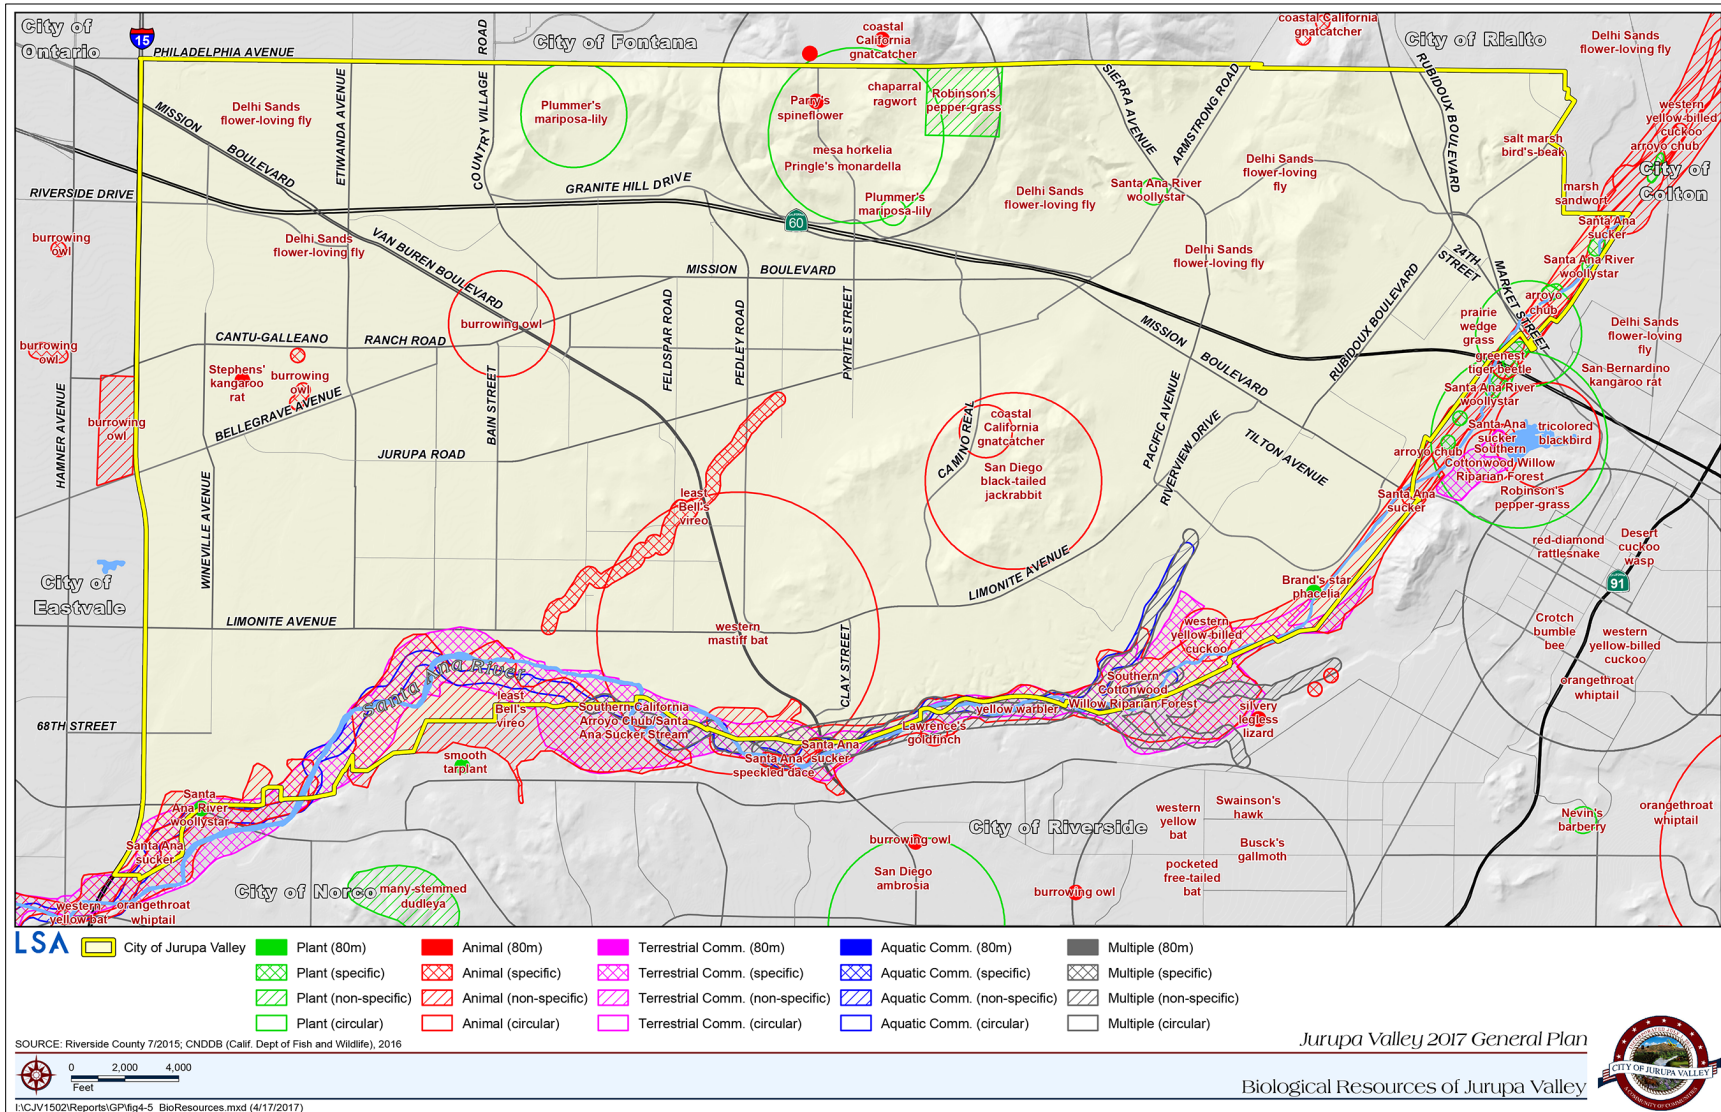 City of
Ontario
15
PHILADELPHIA AVENUE
ROAD
City of Fontana
coastal
California
gnatcatcher
coastal California
gnatcatcher
City of Rialto
Delhi Sands
flower-loving fly
MISSION
BOULEVARD
Delhi Sands
flower-loving fly
ETIWANDA AVENUE
COUNTRY VILLAGE
Plummer's
mariposa-lily
Parry's
spineflower
chaparral
ragwort
Robinson's
pepper-grass
mesa horkelia
Pringle's monardella
Plummer's
mariposa-lily
SIERRA AVENUE
ARMSTRONG ROAD
RUBIDOUX BOULEVARD
western
yellow-billed
cuckoo
arroyo chub
City of
Colton
salt marsh
bird's-beak
marsh
sandwort
Santa Ana
sucker
Santa Ana River
woollystar
RIVERSIDE DRIVE
GRANITE HILL DRIVE
60
Delhi Sands
flower-loving fly
Santa Ana River
woollystar
Delhi Sands
flower-loving
fly
burrowing
owl
Delhi Sands
flower-loving fly
VAN BUREN BOULEVARD
MISSION BOULEVARD
Delhi Sands
flower-loving fly
24TH
STREET
MARKET STREET
arroyo
chub
prairie
wedge
grass
Delhi Sands
flower-loving
fly
greenest
tiger beetle
San Bernardino
kangaroo rat
Santa Ana River
woollystar
burrowing owl
CANTU-GALLEANO RANCH ROAD
FELDSPAR ROAD
PEDLEY ROAD
PYRITE STREET
MISSION BOULEVARD
RUBIDOUX BOULEVARD
burrowing
owl
Stephens'
kangaroo
rat
burrowing
owl
BELLEGRAVE AVENUE
HAMNER AVENUE
burrowing
owl
BAIN STREET
JURUPA ROAD
WINEVILLE AVENUE
least
Bell's
vireo
CAMINO REAL
coastal
California
gnatcatcher
San Diego
black-tailed
jackrabbit
PACIFIC AVENUE
RIVERVIEW DRIVE
TILTON AVENUE
Santa Ana
sucker
tricolored
blackbird
arroyo chub
Southern
Cottonwood Willow
Riparian Forest
Robinson's
pepper-grass
Santa Ana
sucker
red-diamond
rattlesnake
Desert
cuckoo
wasp
91
City of
Eastvale
LIMONITE AVENUE
LIMONITE AVENUE
western
mastiff bat
CLAY STREET
Brand's star
phacelia
western
yellow-billed
cuckoo
Crotch
bumble
bee
western
yellow-billed
cuckoo
orangethroat
whiptail
Santa Ana River
68TH STREET
least
Bell's
vireo
Southern California
Arroyo Chub/Santa
Ana Sucker Stream
smooth
tarplant
Santa Ana
sucker
Santa Ana
speckled dace
Lawrence's
goldfinch
yellow warbler
Southern
Cottonwood
Willow Riparian Forest
silvery
legless
lizard
Santa
Ana River
woollystar
Santa Ana
sucker
western
yellow bat
orangethroat
whiptail
City of Norco
many-stemmed
dudleya
burrowing owl
San Diego
ambrosia
City of Riverside
burrowing owl
western
yellow
bat
Swainson's
hawk
Busck's
gallmoth
pocketed
free-tailed
bat
Nevin's
barberry
orangethroat
whiptail
LSA
City of Jurupa Valley
Plant (80m)
Plant (specific)
Plant (non-specific)
Plant (circular)
Animal (80m)
Animal (specific)
Animal (non-specific)
Animal (circular)
Terrestrial Comm. (80m)
Terrestrial Comm. (specific)
Terrestrial Comm. (non-specific)
Terrestrial Comm. (circular)
Aquatic Comm. (80m)
Aquatic Comm. (specific)
Aquatic Comm. (non-specific)
Aquatic Comm. (circular)
Multiple (80m)
Multiple (specific)
Multiple (non-specific)
Multiple (circular)
SOURCE: Riverside County 7/2015; CNDDB (Calif. Dept of Fish and Wildlife), 2016
Jurupa Valley 2017 General Plan
0 2,000 4,000
Feet
Biological Resources of Jurupa Valley
CITY OF JURUPA VALLEY
I:\CJV1502\Reports\GP\fig4-5_BioResources.mxd (4/17/2017)